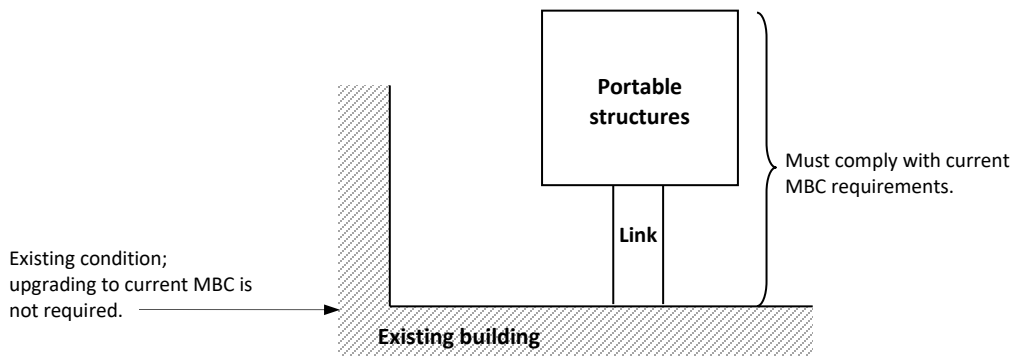 Portable
structures
Must comply with current
MBC requirements.
Link
Existing condition;
upgrading to current MBC is
not required.
Existing building